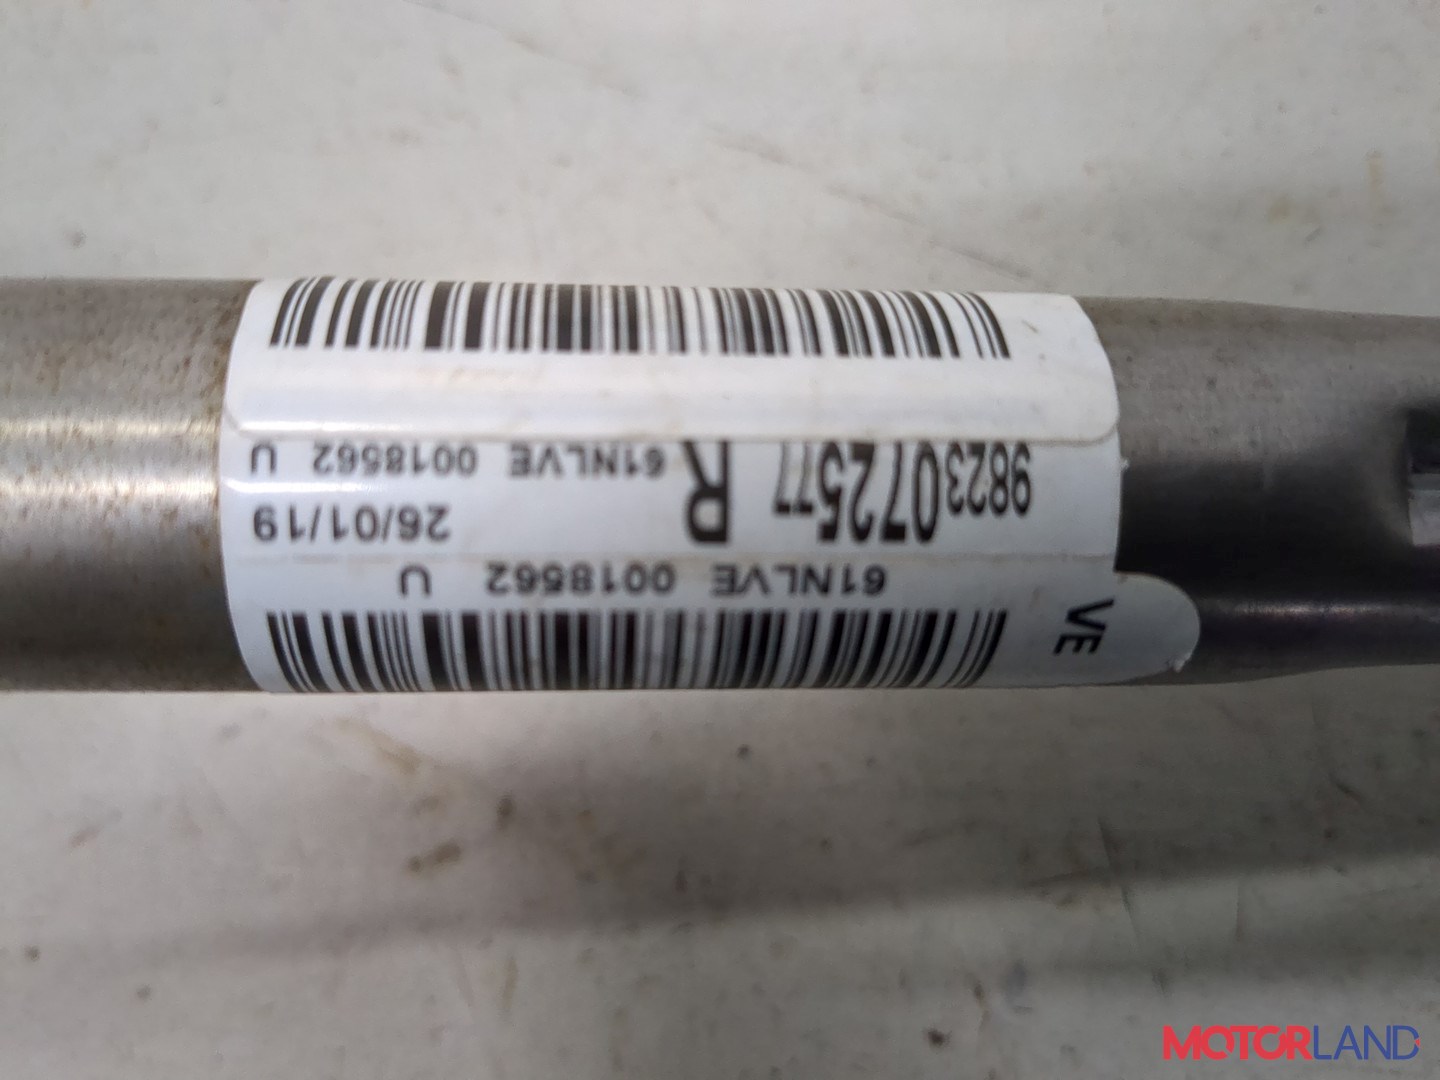 VE
61NLVE 0018562 U
9823072577 R 26/01/19
61NLVE 0018562 U
MOTORLAND